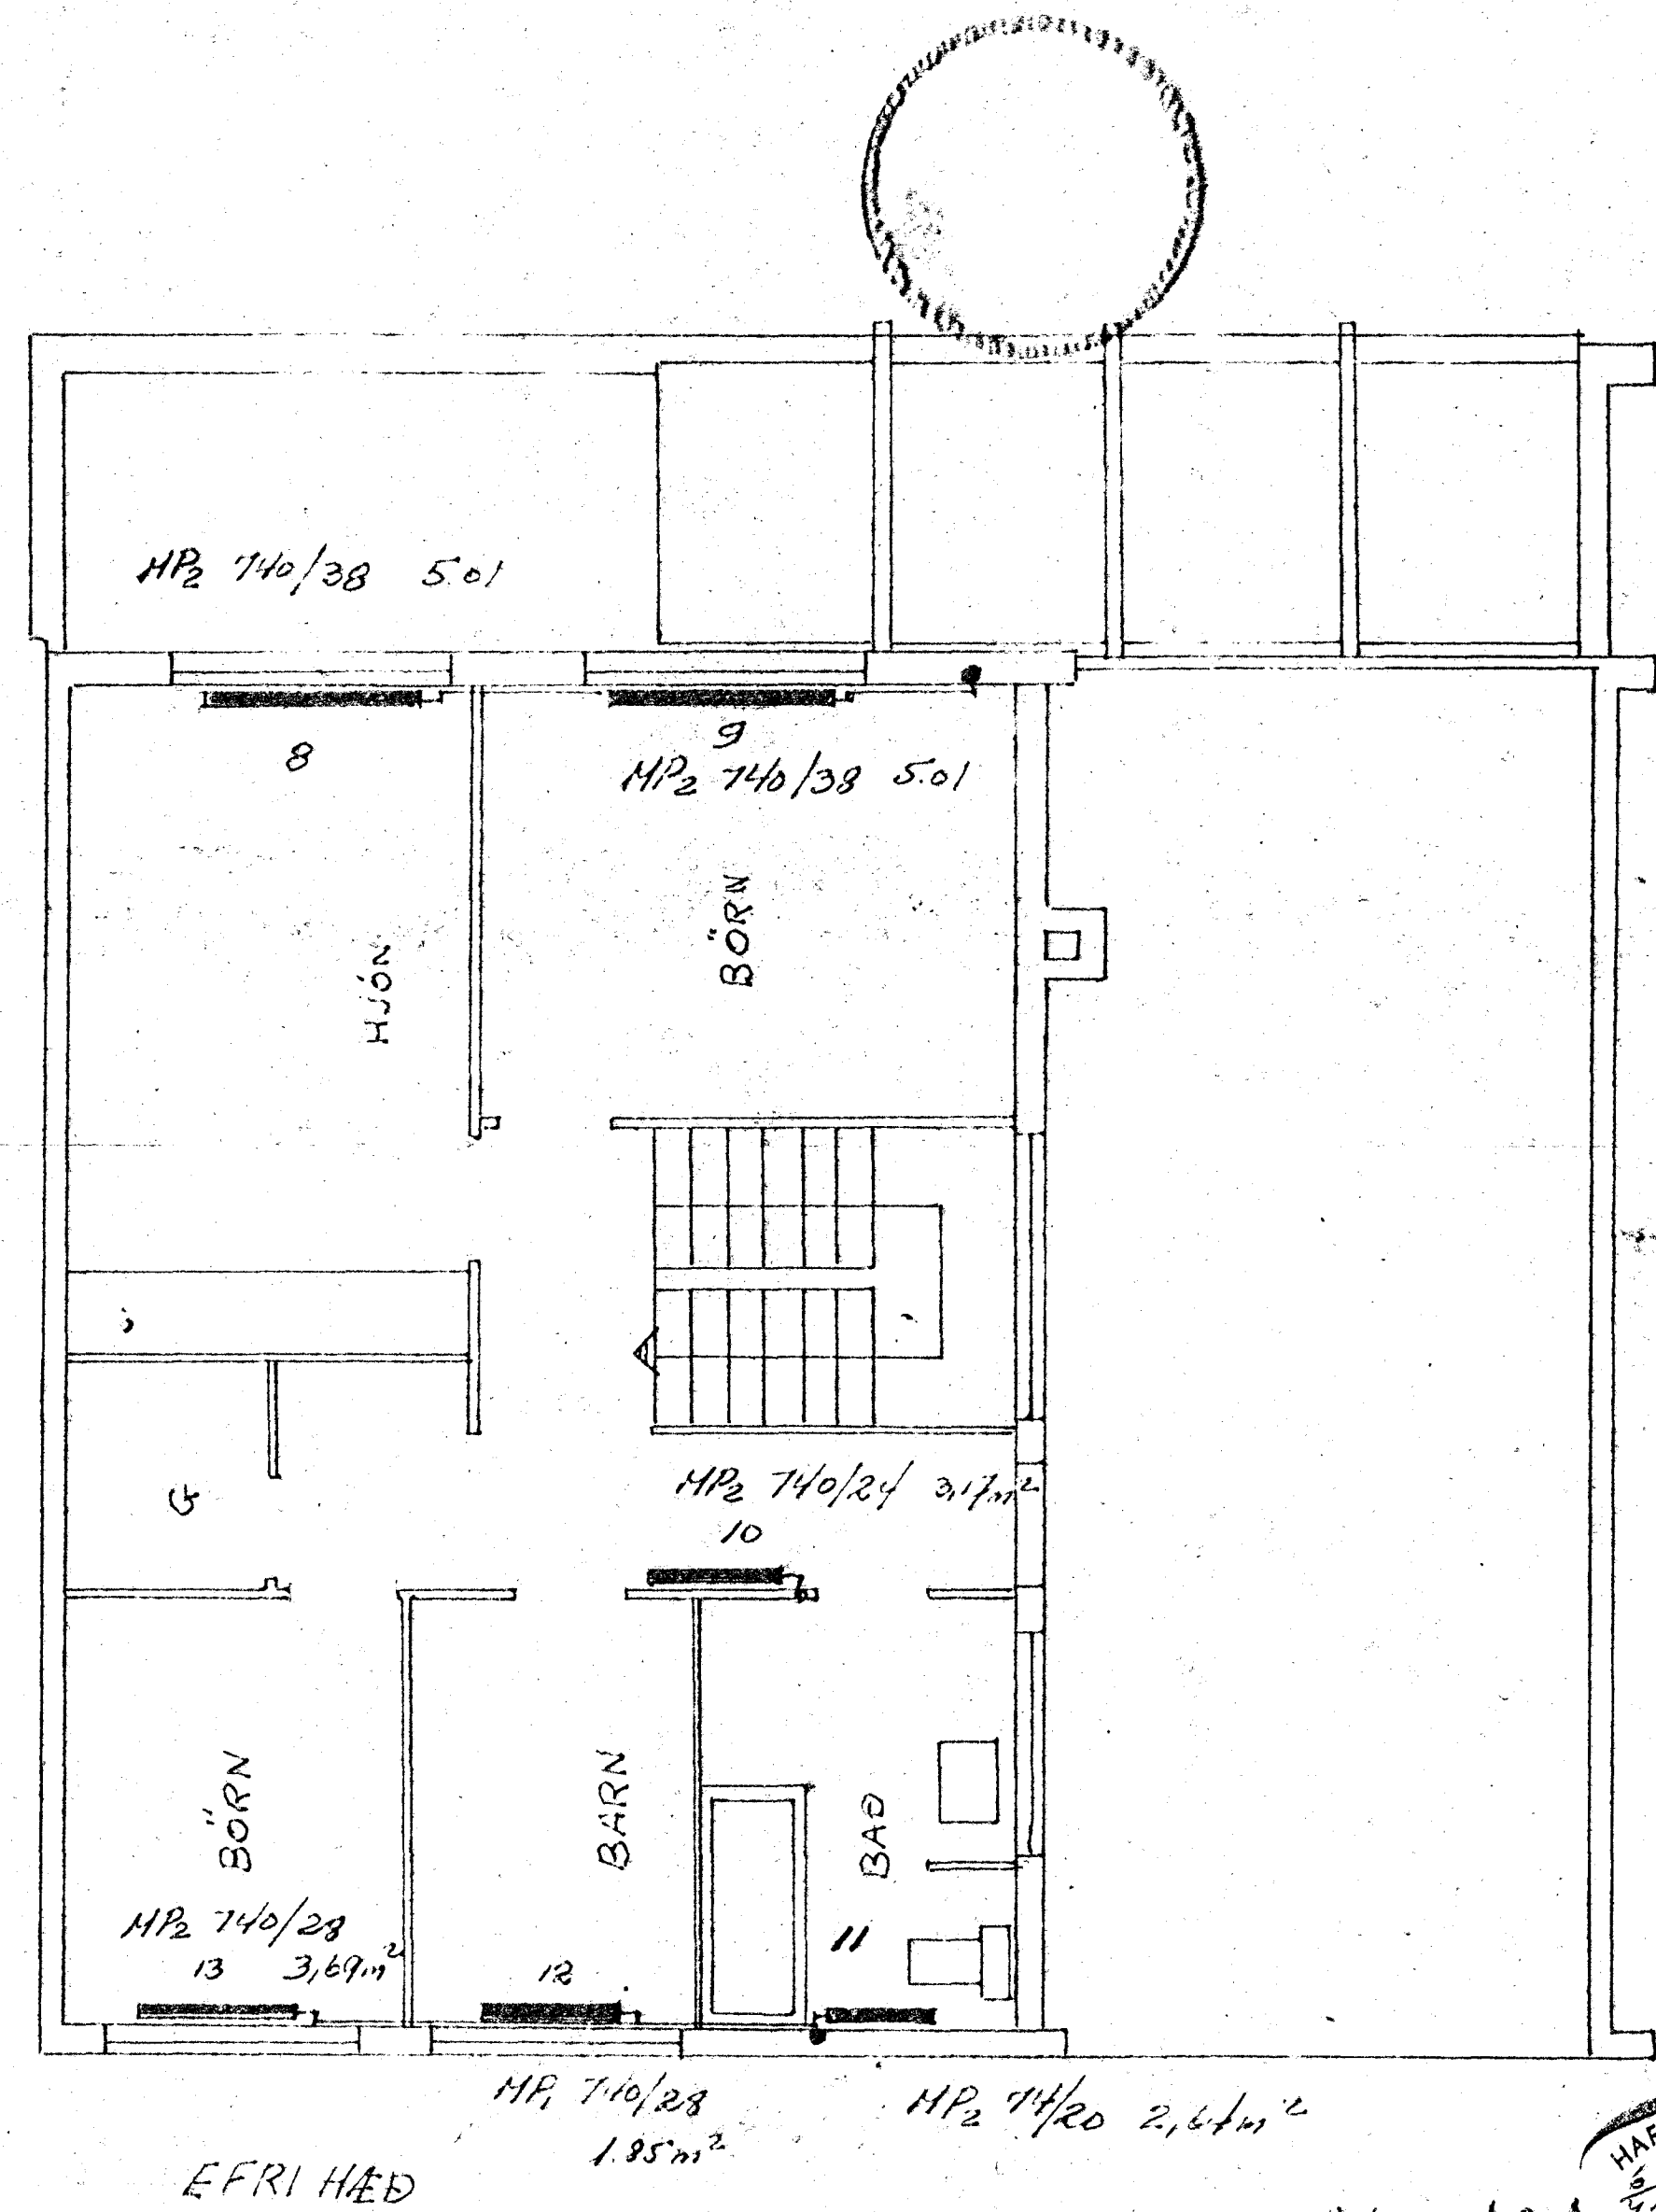 MP2 740/38 5.01
8
9
MP2 740/38 5.01
HJÓN
BÖRN
MP2 740/24 3,17m²
10
G
BÖRN
BARN
BAÐ
MP2 740/28
13 3,69m²
12
11
MP1 740/28
1.85m²
MP2 74/20 2,64m²
EFRI HÆÐ
HAF